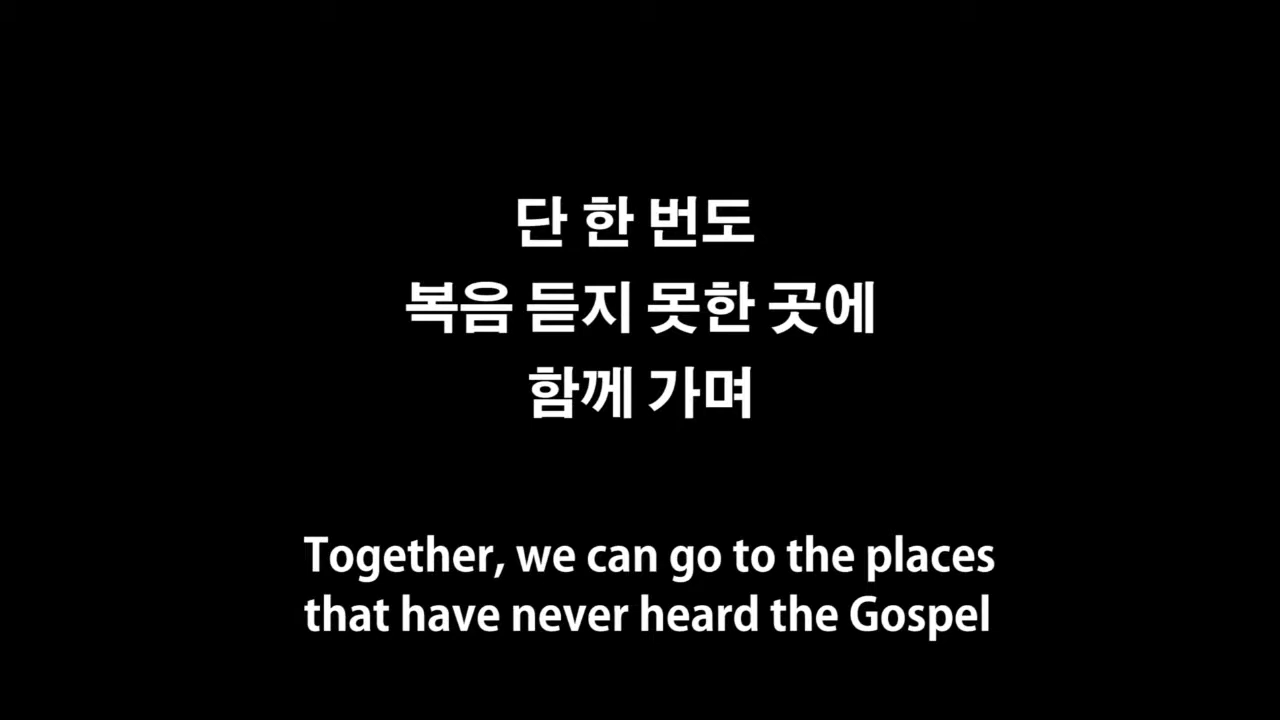 단 한 번도
복음 듣지 못한 곳에
함께 가며
Together, we can go to the places
that have never heard the Gospel